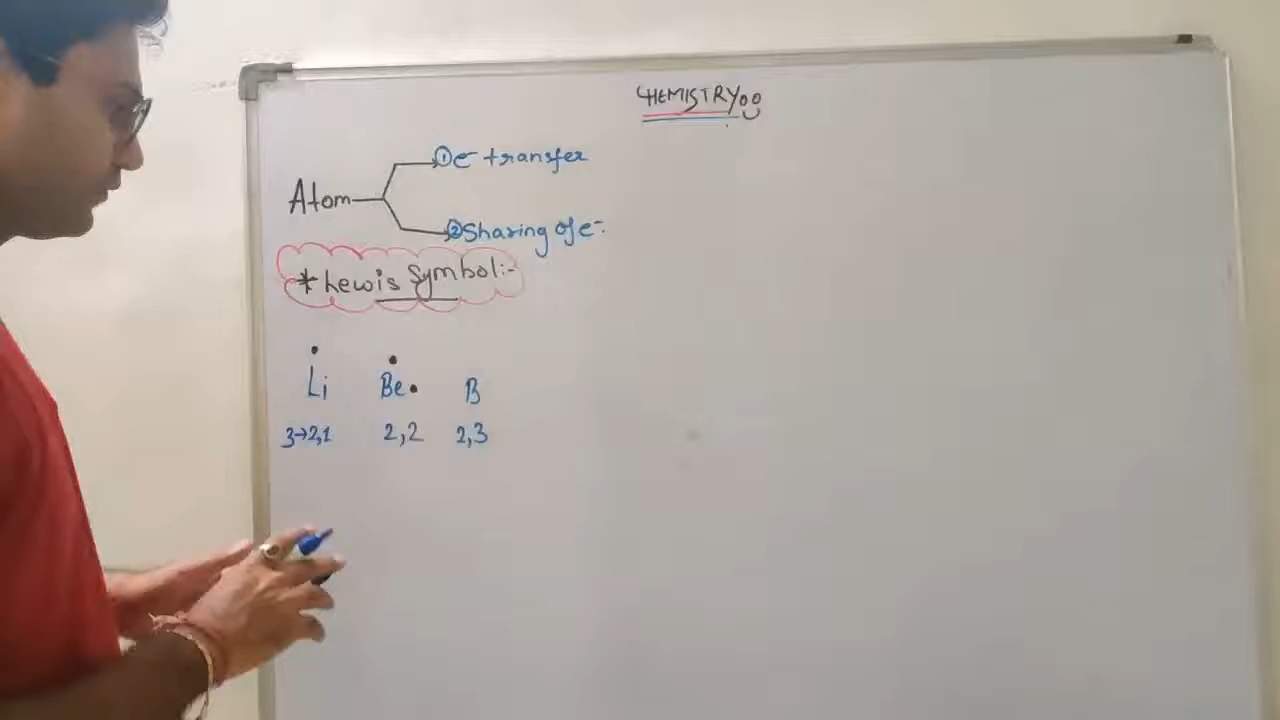 CHEMISTRY
① e⁻ transfer
Atom
② Sharing of e⁻
* Lewis Symbol:-
Li Be B
3→2,1 2,2 2,3